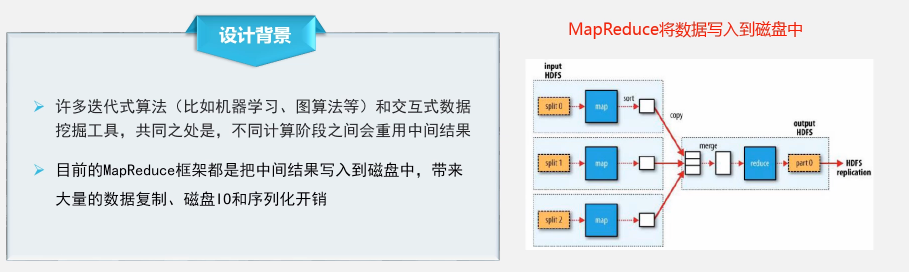 设计背景
➢ 许多迭代式算法（比如机器学习、图算法等）和交互式数据
挖掘工具，共同之处是，不同计算阶段之间会重用中间结果
➢ 目前的MapReduce框架都是把中间结果写入到磁盘中，带来
大量的数据复制、磁盘IO和序列化开销
MapReduce将数据写入到磁盘中
input
HDFS
split 0
map
sort
copy
split 1
map
merge
reduce
output
HDFS
part 0
HDFS
replication
split 2
map